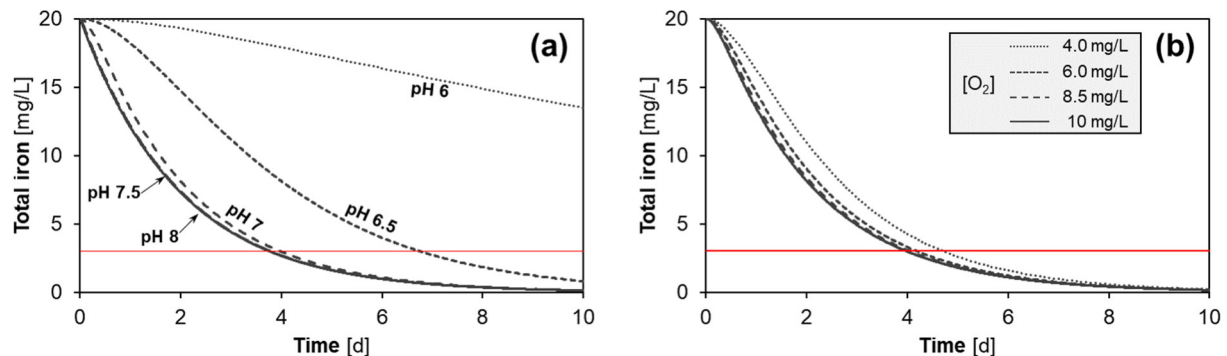 (a)
Total iron [mg/L]
20
15
10
5
0
pH 6
pH 6.5
pH 7
pH 7.5
pH 8
0 2 4 6 8 10
Time [d]
(b)
Total iron [mg/L]
20
15
10
5
0
[O₂]
4.0 mg/L
6.0 mg/L
8.5 mg/L
10 mg/L
0 2 4 6 8 10
Time [d]